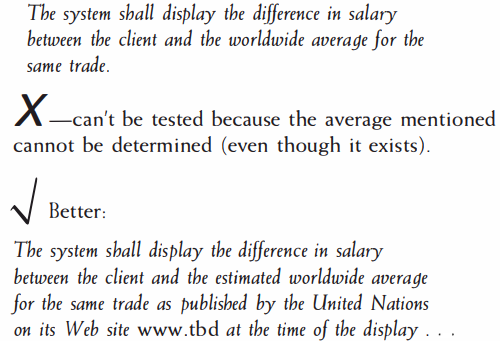 The system shall display the difference in salary
between the client and the worldwide average for the
same trade.
X—can't be tested because the average mentioned
cannot be determined (even though it exists).
√ Better:
The system shall display the difference in salary
between the client and the estimated worldwide average
for the same trade as published by the United Nations
on its Web site www.tbd at the time of the display . . .